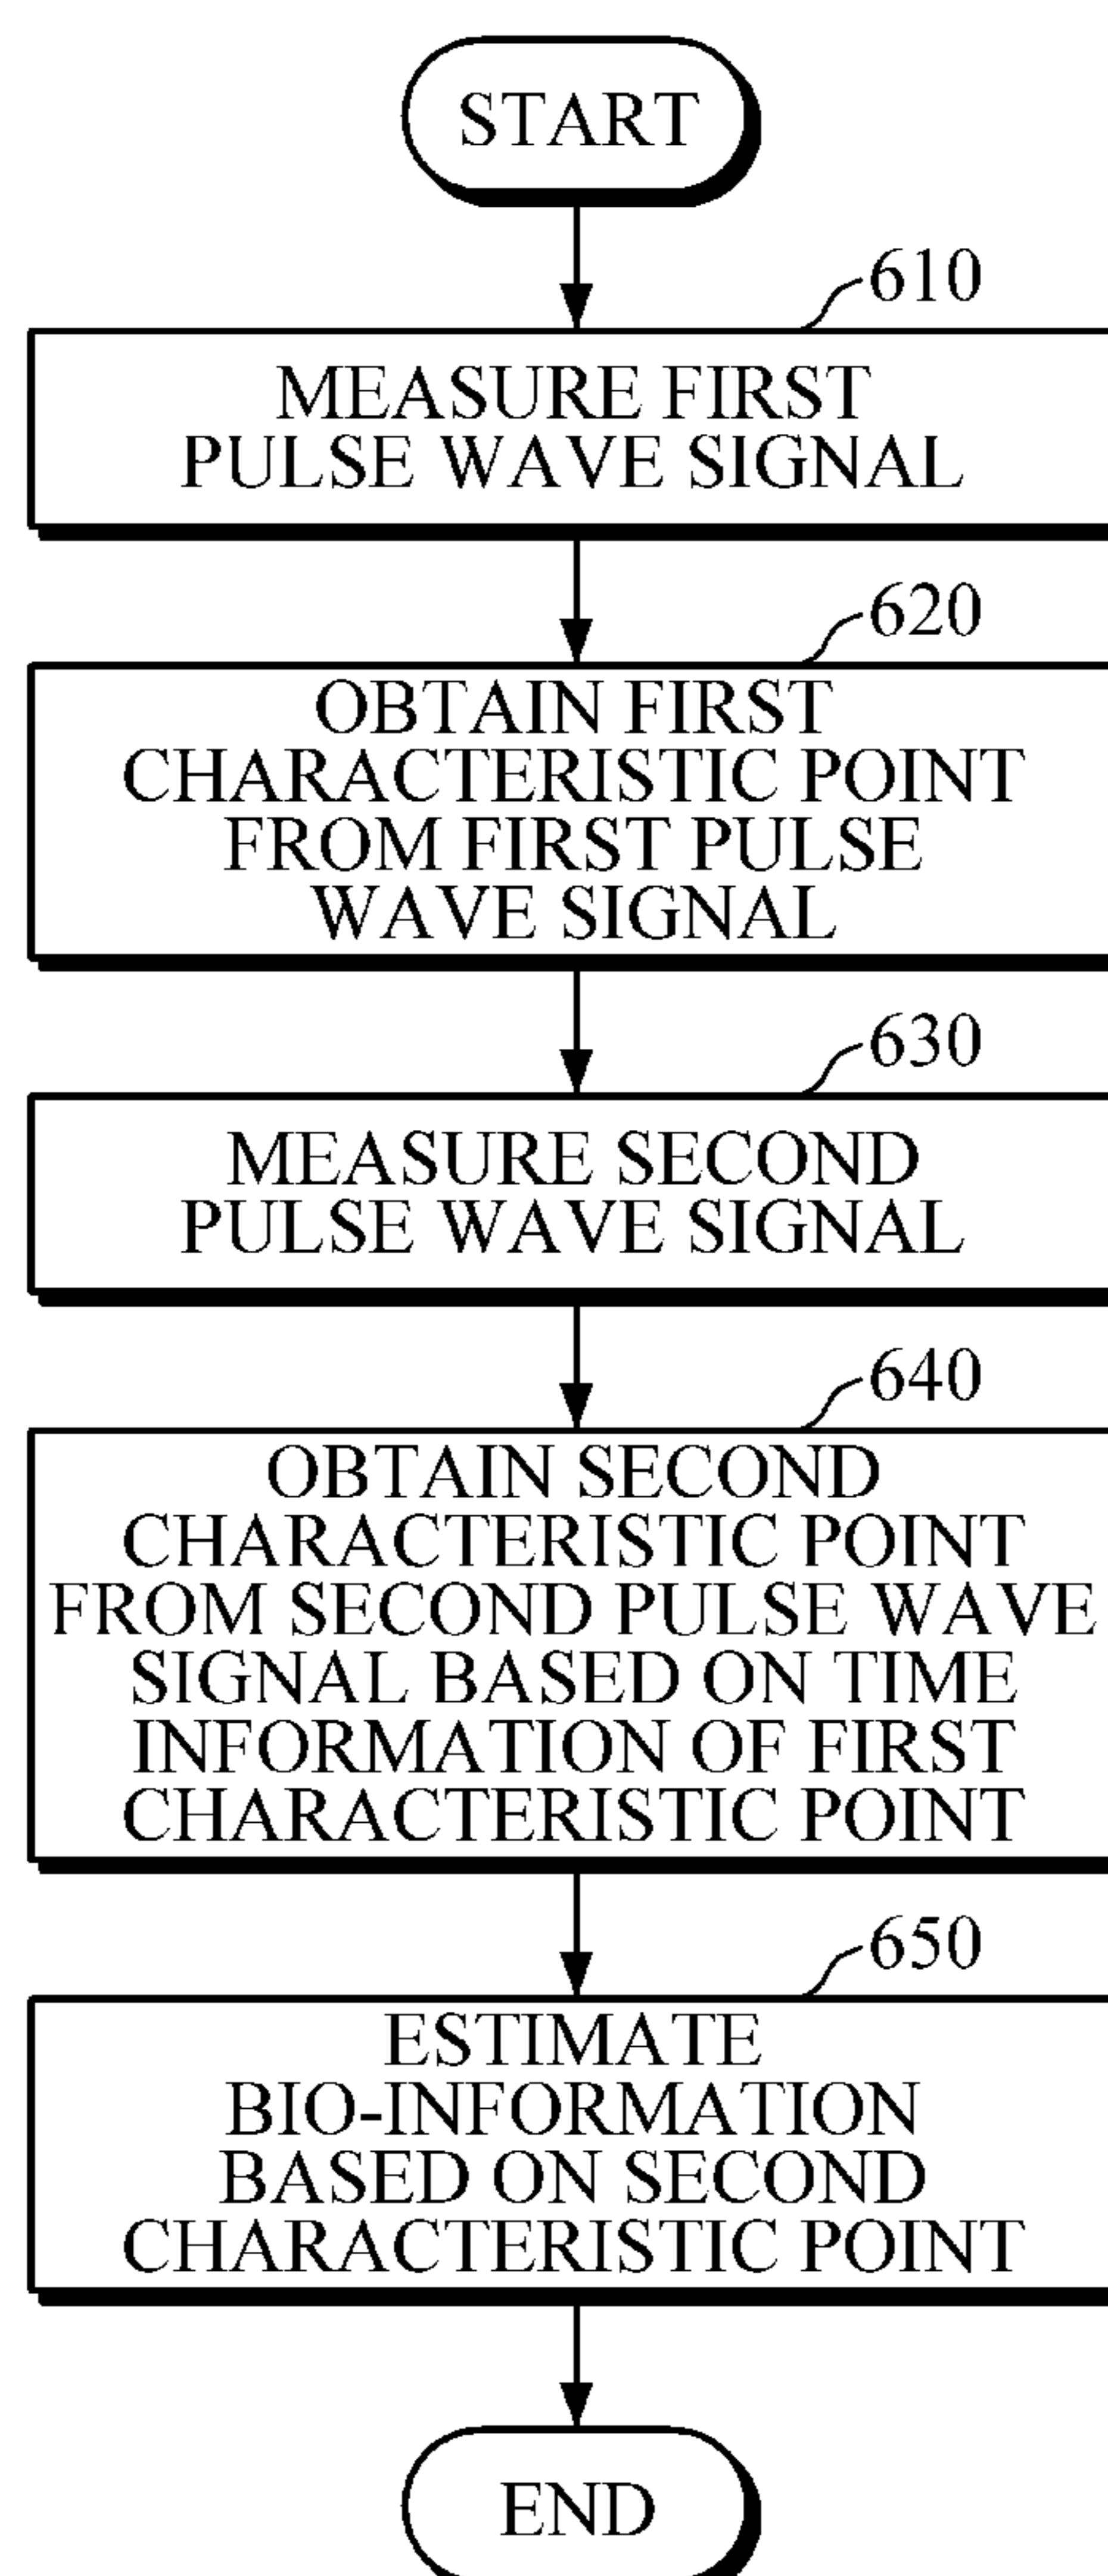 START
610
MEASURE FIRST
PULSE WAVE SIGNAL
620
OBTAIN FIRST
CHARACTERISTIC POINT
FROM FIRST PULSE
WAVE SIGNAL
630
MEASURE SECOND
PULSE WAVE SIGNAL
640
OBTAIN SECOND
CHARACTERISTIC POINT
FROM SECOND PULSE WAVE
SIGNAL BASED ON TIME
INFORMATION OF FIRST
CHARACTERISTIC POINT
650
ESTIMATE
BIO-INFORMATION
BASED ON SECOND
CHARACTERISTIC POINT
END